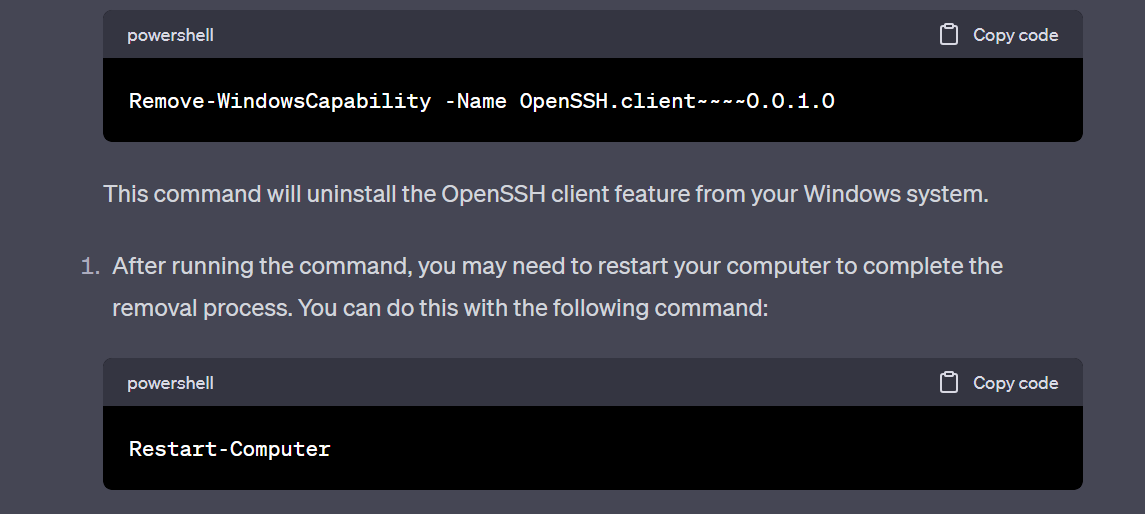 powershell Copy code
Remove-WindowsCapability -Name OpenSSH.client~~~~0.0.1.0
This command will uninstall the OpenSSH client feature from your Windows system.
1. After running the command, you may need to restart your computer to complete the
removal process. You can do this with the following command:
powershell Copy code
Restart-Computer